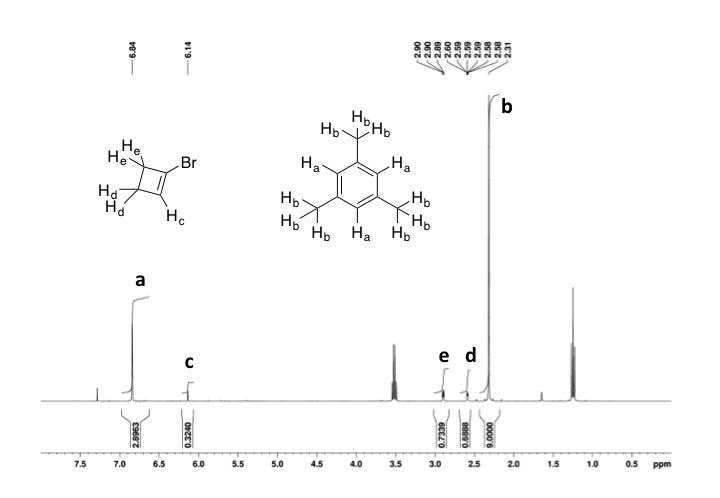 6.84
6.14
2.90
2.90
2.89
2.60
2.59
2.59
2.59
2.58
2.58
2.31
b
He
He
Br
Hd
Hd
Hc
Hb
Hb
Hb
Ha
Ha
Hb
Hb
Hb
Hb
Hb
Hb
Ha
a
c
e
d
2.8963
0.3240
0.7339
0.6888
9.0000
7.5 7.0 6.5 6.0 5.5 5.0 4.5 4.0 3.5 3.0 2.5 2.0 1.5 1.0 0.5 ppm